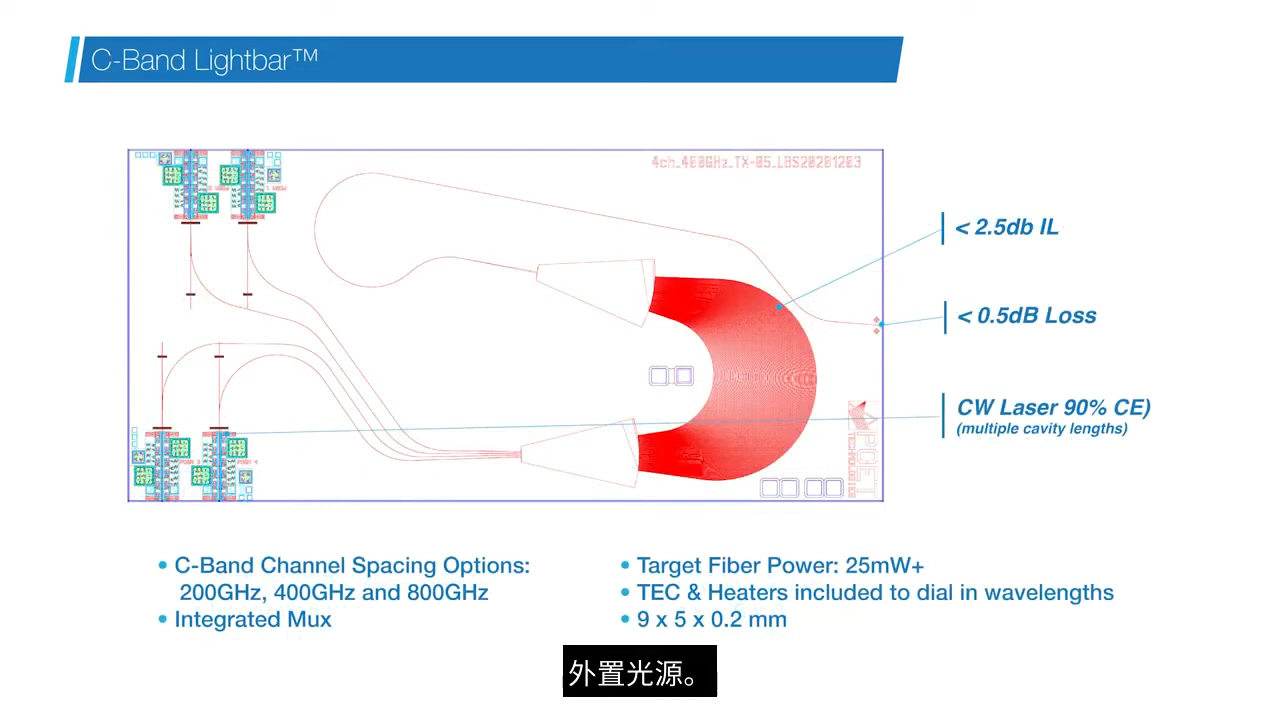 C-Band Lightbar™
4ch_400GHz_TX-05_LBS20201203
< 2.5db IL
< 0.5dB Loss
CW Laser 90% CE)
(multiple cavity lengths)
POET
TECHNOLOGIES
• C-Band Channel Spacing Options:
200GHz, 400GHz and 800GHz
• Integrated Mux
• Target Fiber Power: 25mW+
• TEC & Heaters included to dial in wavelengths
• 9 x 5 x 0.2 mm
外置光源。